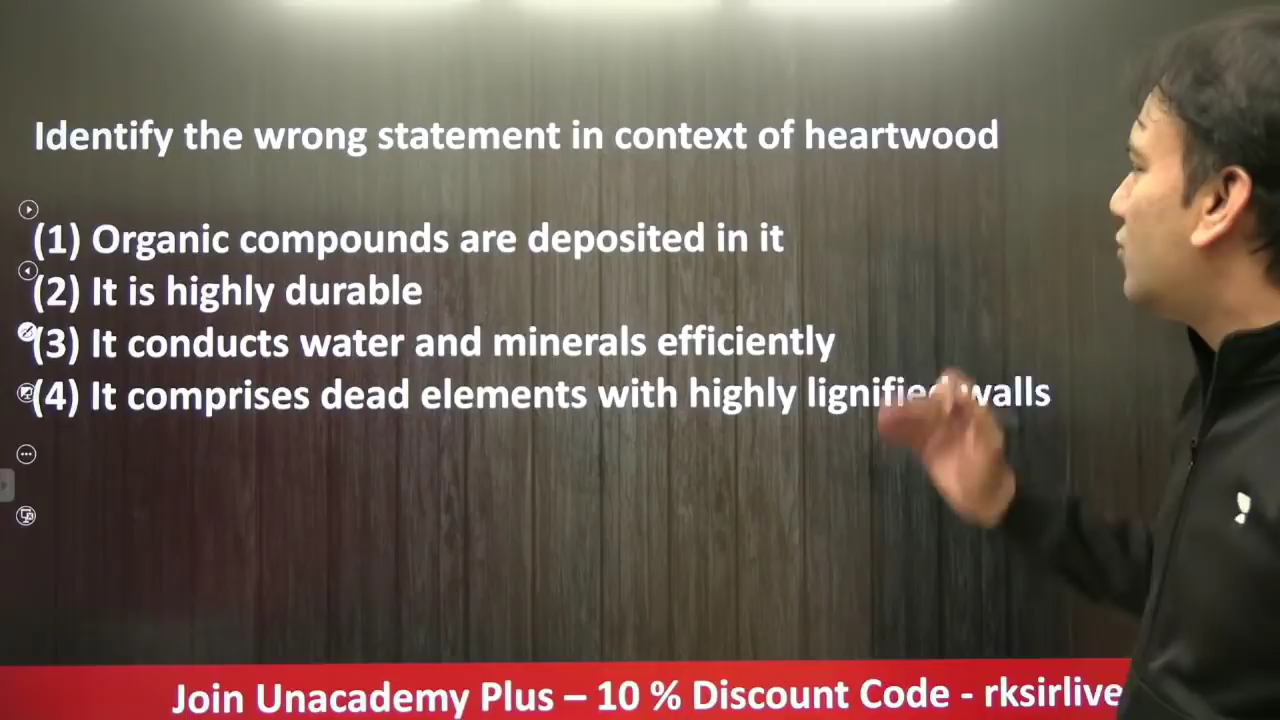 Identify the wrong statement in context of heartwood
(1) Organic compounds are deposited in it
(2) It is highly durable
(3) It conducts water and minerals efficiently
(4) It comprises dead elements with highly lignified walls
Join Unacademy Plus – 10 % Discount Code - rksirlive